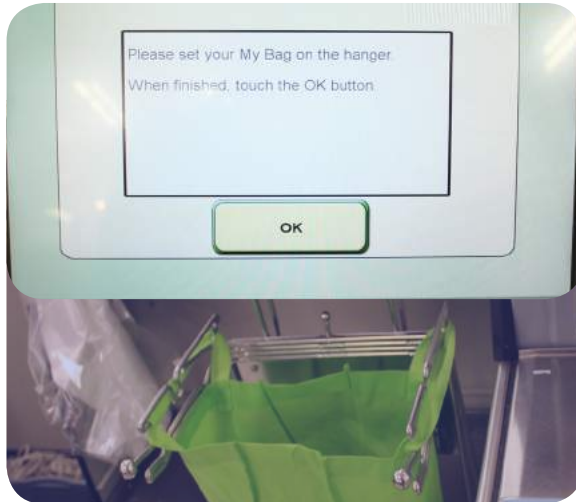 Please set your My Bag on the hanger.
When finished, touch the OK button.
OK